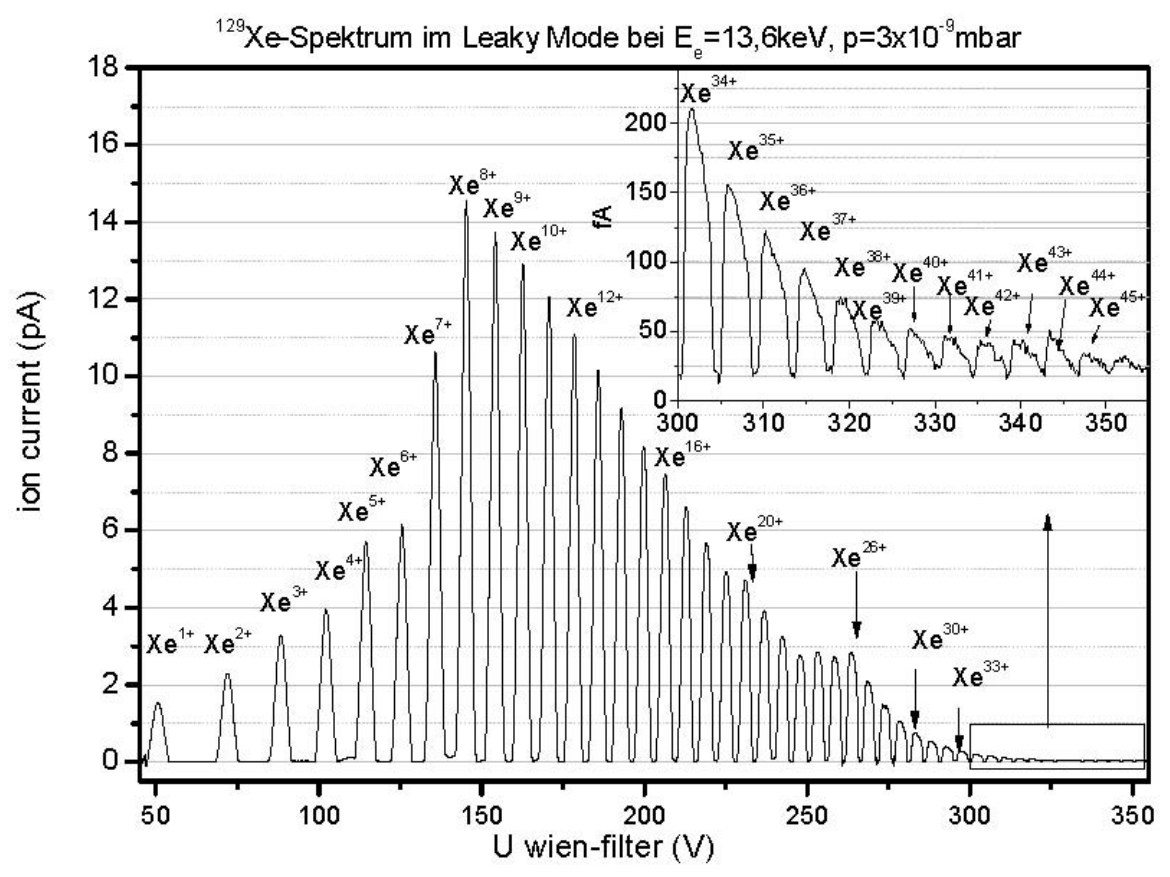 ¹²⁹Xe-Spektrum im Leaky Mode bei Eₑ=13,6keV, p=3x10⁻⁹mbar
ion current (pA)
18
16
14
12
10
8
6
4
2
0
Xe¹⁺
Xe²⁺
Xe³⁺
Xe⁴⁺
Xe⁵⁺
Xe⁶⁺
Xe⁷⁺
Xe⁸⁺
Xe⁹⁺
Xe¹⁰⁺
Xe¹²⁺
Xe¹⁶⁺
Xe²⁰⁺
Xe²⁶⁺
Xe³⁰⁺
Xe³³⁺
50 100 150 200 250 300 350
U wien-filter (V)
fA
200
150
100
50
0
Xe³⁴⁺
Xe³⁵⁺
Xe³⁶⁺
Xe³⁷⁺
Xe³⁸⁺
Xe³⁹⁺
Xe⁴⁰⁺
Xe⁴¹⁺
Xe⁴²⁺
Xe⁴³⁺
Xe⁴⁴⁺
Xe⁴⁵⁺
300 310 320 330 340 350